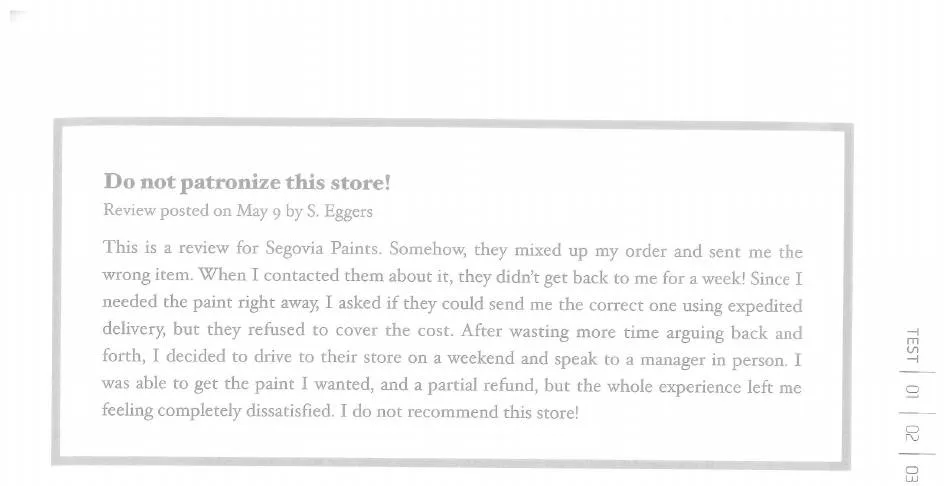 Do not patronize this store!
Review posted on May 9 by S. Eggers
This is a review for Segovia Paints. Somehow, they mixed up my order and sent me the
wrong item. When I contacted them about it, they didn't get back to me for a week! Since I
needed the paint right away, I asked if they could send me the correct one using expedited
delivery, but they refused to cover the cost. After wasting more time arguing back and
forth, I decided to drive to their store on a weekend and speak to a manager in person. I
was able to get the paint I wanted, and a partial refund, but the whole experience left me
feeling completely dissatisfied. I do not recommend this store!
TEST | 01 | 02 | 03